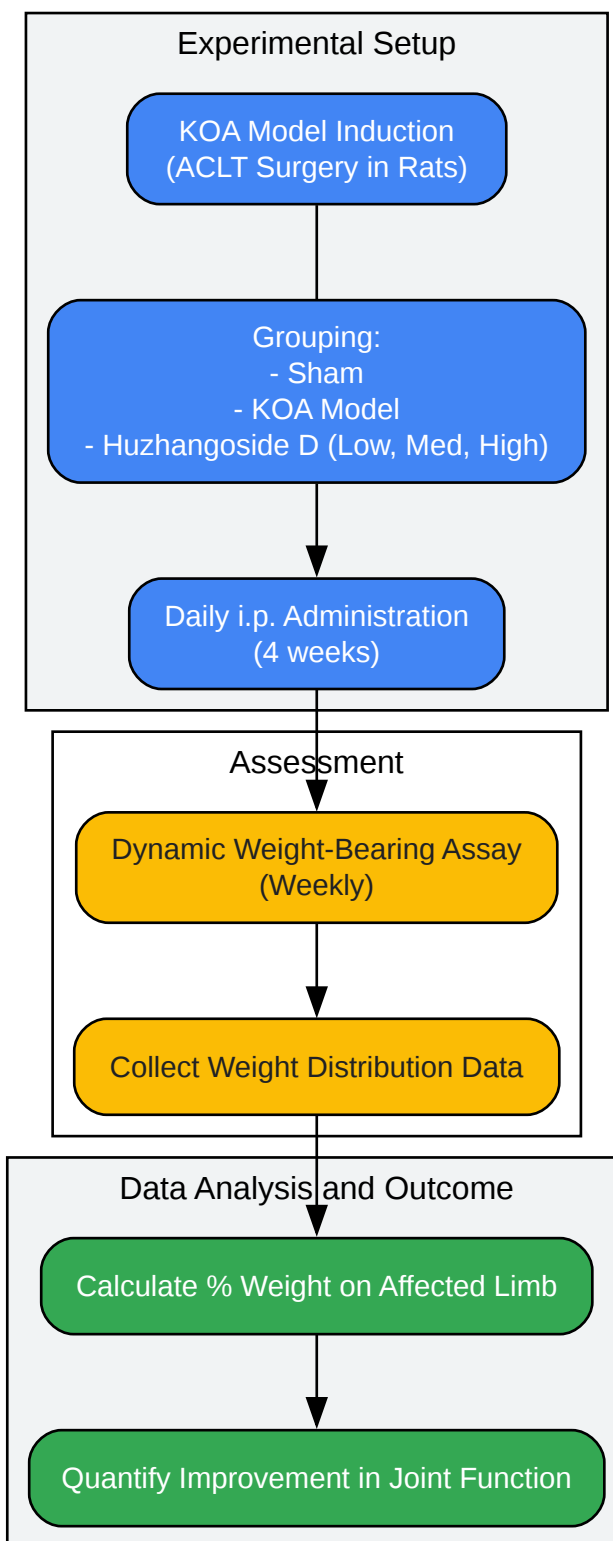 Experimental Setup
KOA Model Induction
(ACLT Surgery in Rats)
Grouping:
- Sham
- KOA Model
- Huzhangoside D (Low, Med, High)
Daily i.p. Administration
(4 weeks)
Assessment
Dynamic Weight-Bearing Assay
(Weekly)
Collect Weight Distribution Data
Data Analysis and Outcome
Calculate % Weight on Affected Limb
Quantify Improvement in Joint Function